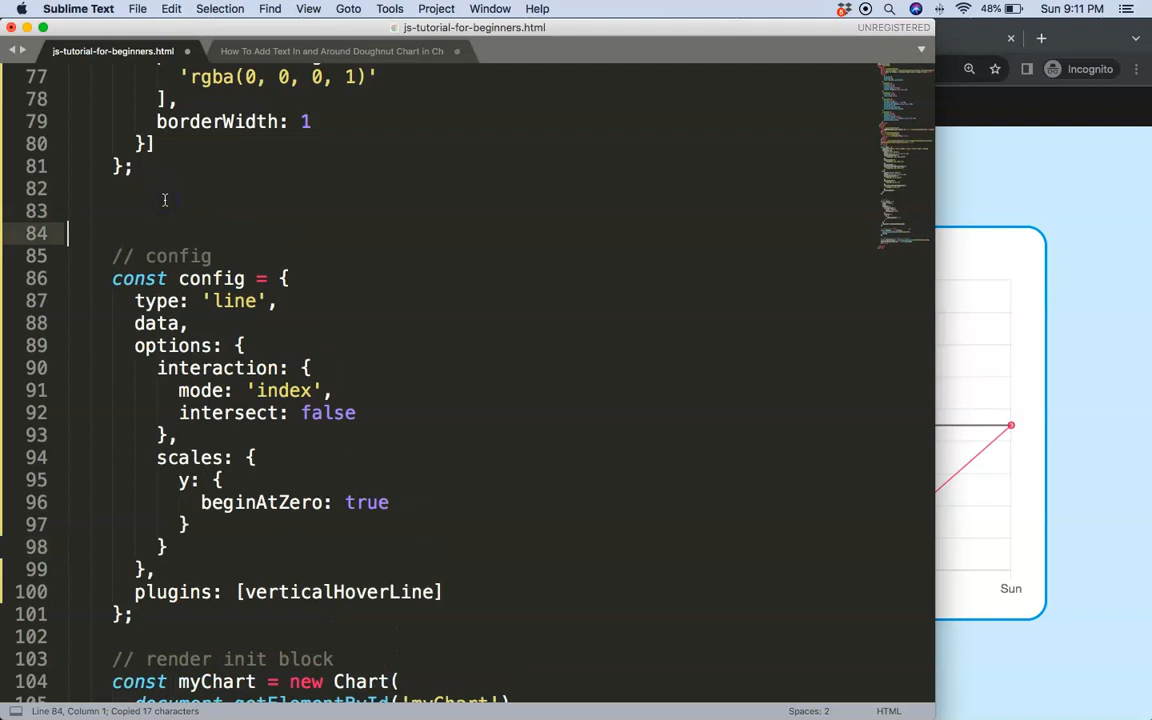 Sublime Text File Edit Selection Find View Goto Tools Project Window Help 6 48% Sun 9:11 PM
js-tutorial-for-beginners.html UNREGISTERED
js-tutorial-for-beginners.html How To Add Text In and Around Doughnut Chart in Ch
Incognito
77 'rgba(0, 0, 0, 1)'
78 ],
79 borderWidth: 1
80 }]
81 };
82
83
84
85 // config
86 const config = {
87 type: 'line',
88 data,
89 options: {
90 interaction: {
91 mode: 'index',
92 intersect: false
93 },
94 scales: {
95 y: {
96 beginAtZero: true
97 }
98 }
99 },
100 plugins: [verticalHoverLine]
101 };
102
103 // render init block
104 const myChart = new Chart(
105 document.getElementById('myChart')
Sun
Line 84, Column 1; Copied 17 characters Spaces: 2 HTML